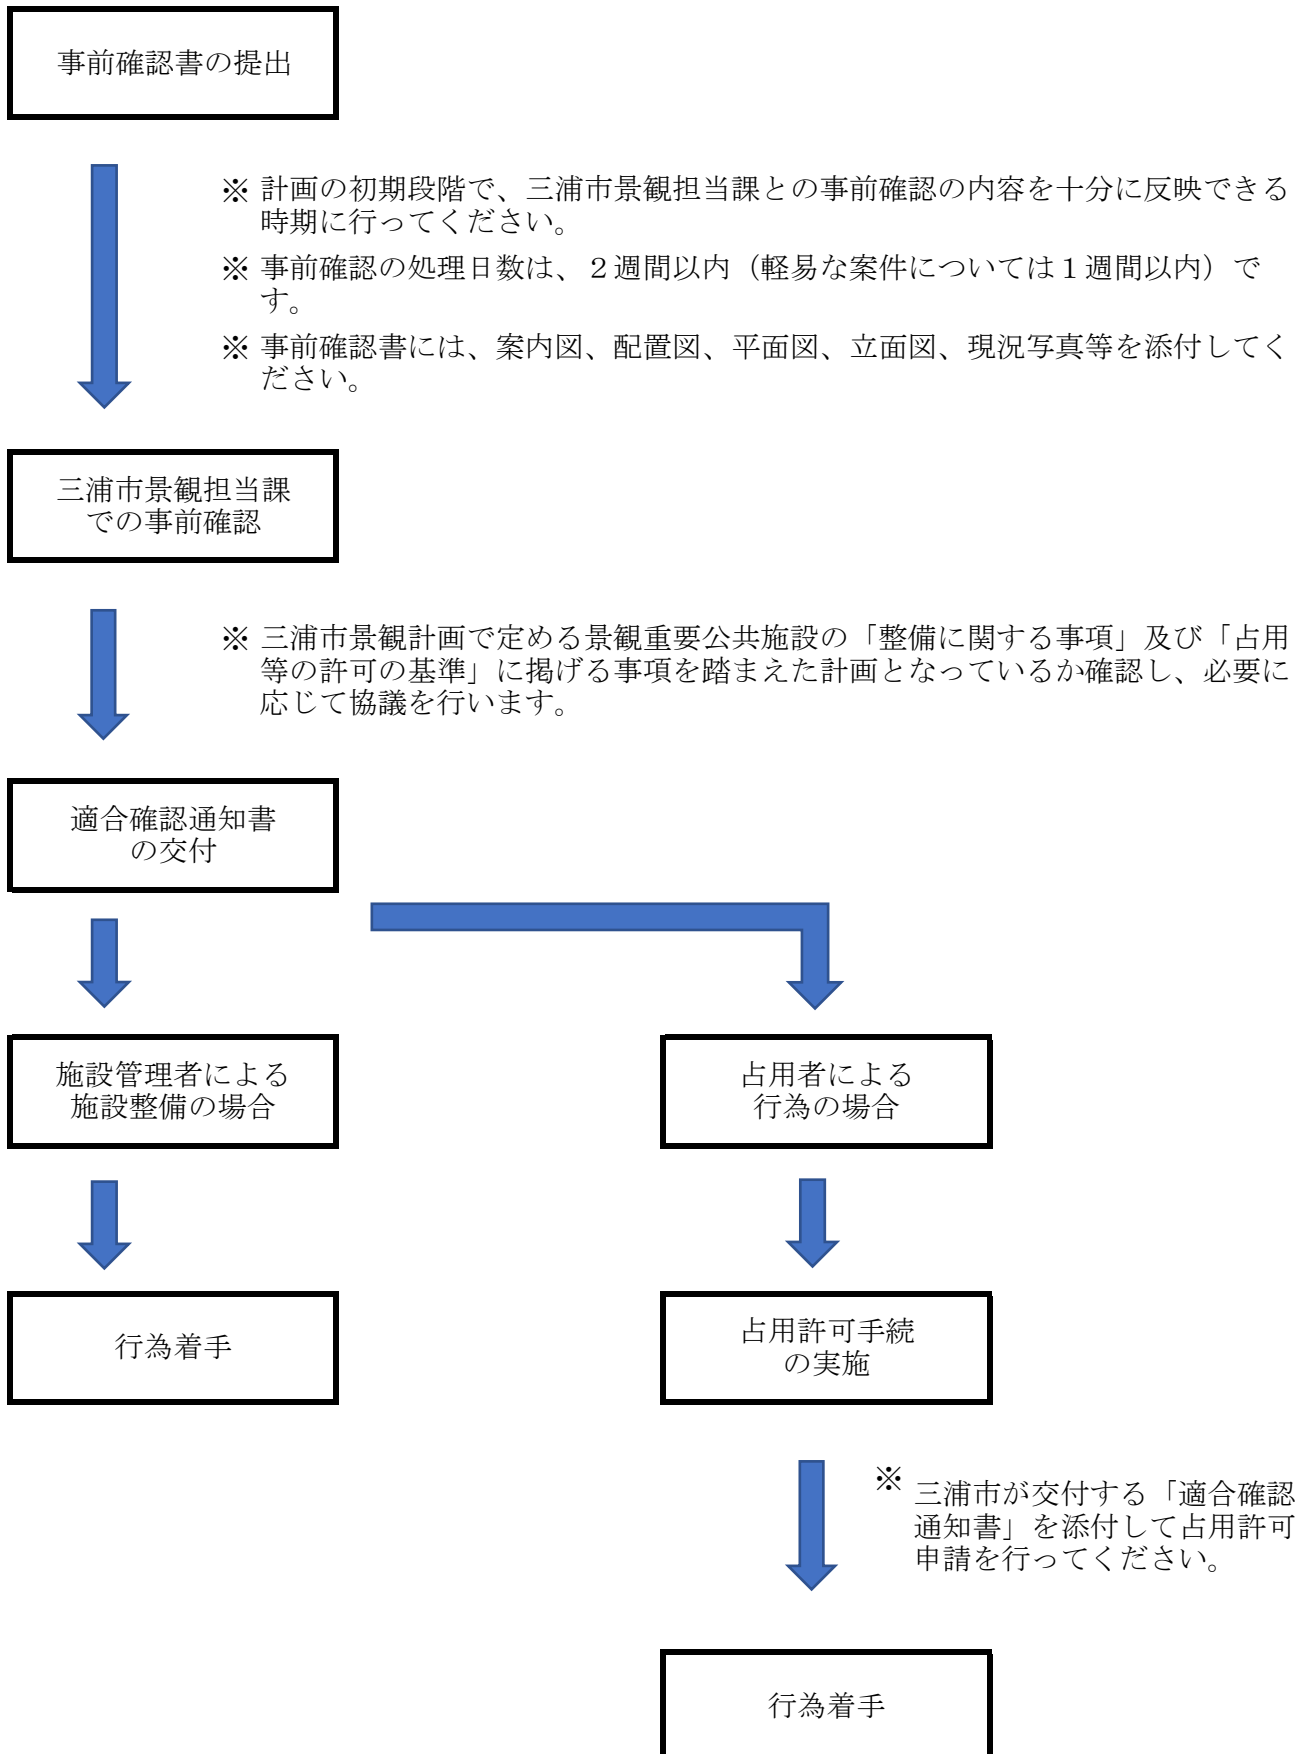 事前確認書の提出
※ 計画の初期段階で、三浦市景観担当課との事前確認の内容を十分に反映できる
時期に行ってください。
※ 事前確認の処理日数は、２週間以内（軽易な案件については１週間以内）で
す。
※ 事前確認書には、案内図、配置図、平面図、立面図、現況写真等を添付してく
ださい。
三浦市景観担当課
での事前確認
※ 三浦市景観計画で定める景観重要公共施設の「整備に関する事項」及び「占用
等の許可の基準」に掲げる事項を踏まえた計画となっているか確認し、必要に
応じて協議を行います。
適合確認通知書
の交付
施設管理者による
施設整備の場合
占用者による
行為の場合
行為着手
占用許可手続
の実施
※ 三浦市が交付する「適合確認
通知書」を添付して占用許可
申請を行ってください。
行為着手